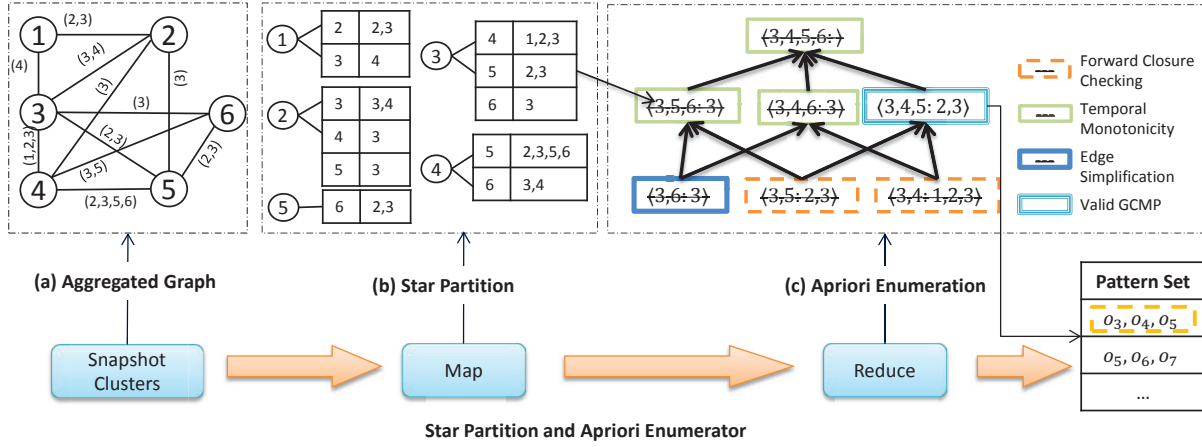 (2,3)
1
2
(4)
(3,4)
(3)
(3)
3
(3)
6
(1,2,3)
(2,3)
(3,5)
(2,3)
4
5
(2,3,5,6)
1
2 2,3
3 4
2
3 3,4
4 3
5 3
5
6 2,3
3
4 1,2,3
5 2,3
6 3
4
5 2,3,5,6
6 3,4
⟨3,4,5,6:⟩
⟨3,5,6: 3⟩
⟨3,4,6: 3⟩
⟨3,4,5: 2,3⟩
⟨3,6: 3⟩
⟨3,5: 2,3⟩
⟨3,4: 1,2,3⟩
Forward Closure
Checking
Temporal
Monotonicity
Edge
Simplification
Valid GCMP
(a) Aggregated Graph
(b) Star Partition
(c) Apriori Enumeration
Snapshot
Clusters
Map
Reduce
Pattern Set
o3, o4, o5
o5, o6, o7
...
Star Partition and Apriori Enumerator